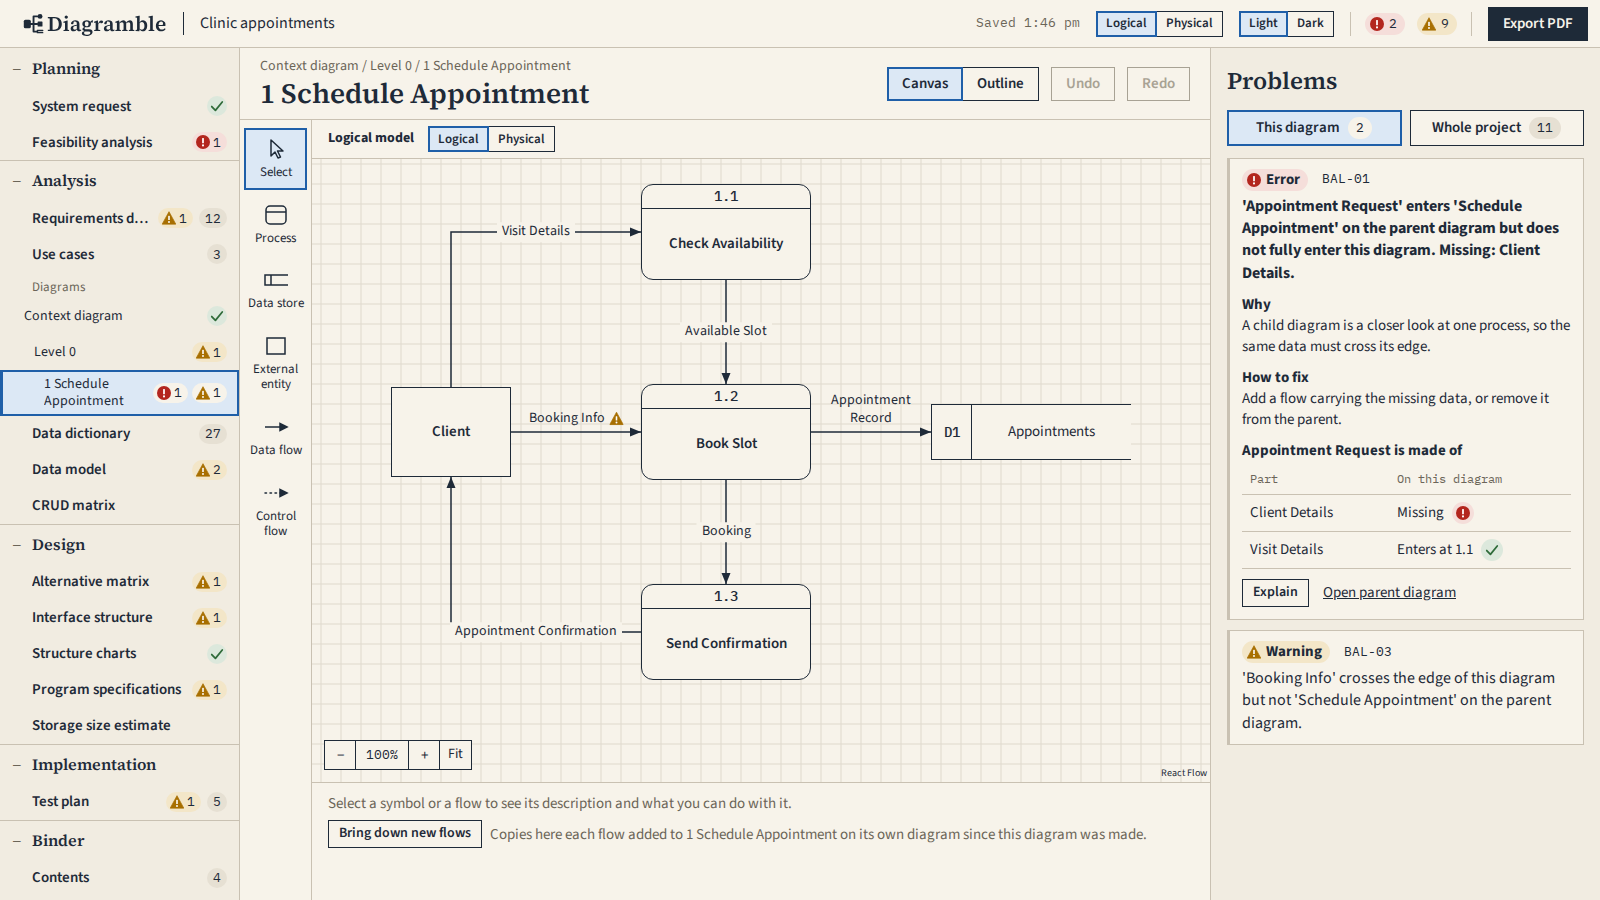 Diagramble
Clinic appointments
Saved 1:46 pm
Logical
Physical
Light
Dark
2
9
Export PDF
– Planning
System request
Feasibility analysis
1
– Analysis
Requirements d...
1
12
Use cases
3
Diagrams
Context diagram
Level 0
1
1 Schedule
Appointment
1
1
Data dictionary
27
Data model
2
CRUD matrix
– Design
Alternative matrix
1
Interface structure
1
Structure charts
Program specifications
1
Storage size estimate
– Implementation
Test plan
1
5
– Binder
Contents
4
Context diagram / Level 0 / 1 Schedule Appointment
1 Schedule Appointment
Canvas
Outline
Undo
Redo
Select
Process
Data store
External
entity
Data flow
Control
flow
Logical model
Logical
Physical
1.1
Check Availability
Visit Details
Available Slot
Client
Booking Info
1.2
Book Slot
Appointment
Record
D1
Appointments
Booking
1.3
Send Confirmation
Appointment Confirmation
–
100%
+
Fit
React Flow
Select a symbol or a flow to see its description and what you can do with it.
Bring down new flows
Copies here each flow added to 1 Schedule Appointment on its own diagram since this diagram was made.
Problems
This diagram 2
Whole project 11
Error
BAL-01
'Appointment Request' enters 'Schedule
Appointment' on the parent diagram but does
not fully enter this diagram. Missing: Client
Details.
Why
A child diagram is a closer look at one process, so the
same data must cross its edge.
How to fix
Add a flow carrying the missing data, or remove it
from the parent.
Appointment Request is made of
Part
On this diagram
Client Details
Missing
Visit Details
Enters at 1.1
Explain
Open parent diagram
Warning
BAL-03
'Booking Info' crosses the edge of this diagram
but not 'Schedule Appointment' on the parent
diagram.